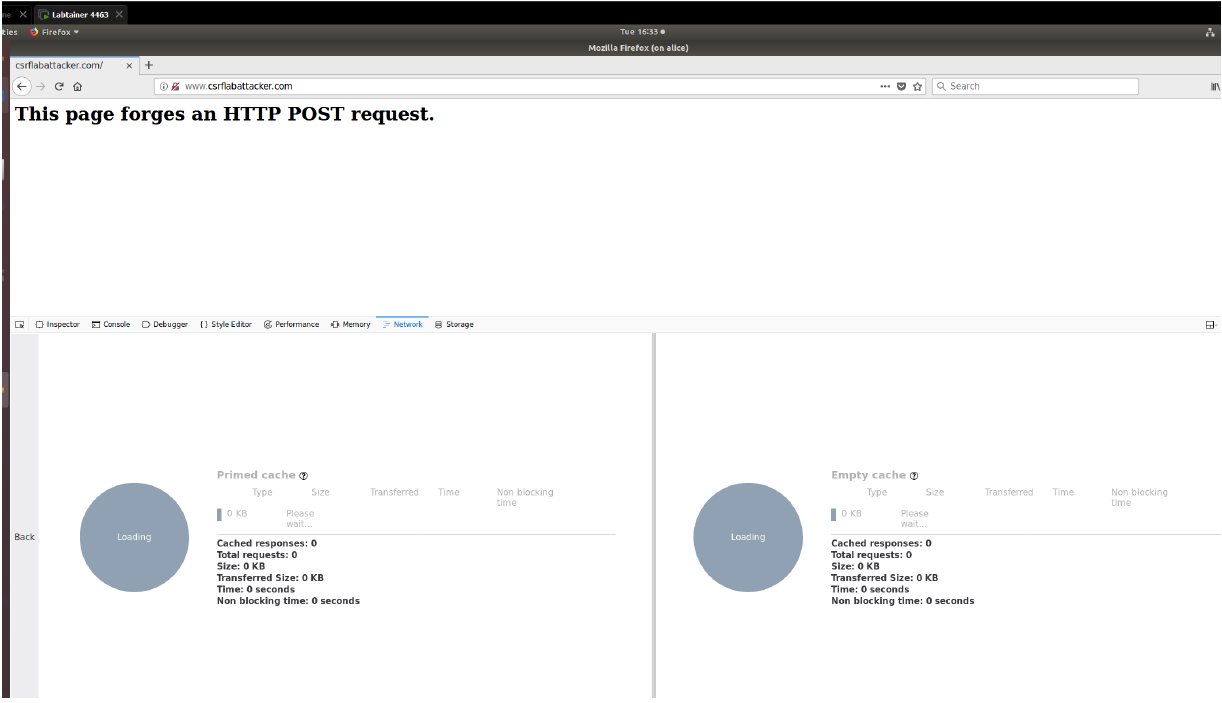 me
Labtainer 4463
ties Firefox Tue 16:33
Mozilla Firefox (on alice)
csrflabattacker.com/
www.csrflabattacker.com Search
This page forges an HTTP POST request.
Inspector Console Debugger {} Style Editor Performance Memory Network Storage
Back
Loading
Primed cache ?
Type Size Transferred Time Non blocking time
0 KB Please wait...
Cached responses: 0
Total requests: 0
Size: 0 KB
Transferred Size: 0 KB
Time: 0 seconds
Non blocking time: 0 seconds
Loading
Empty cache ?
Type Size Transferred Time Non blocking time
0 KB Please wait...
Cached responses: 0
Total requests: 0
Size: 0 KB
Transferred Size: 0 KB
Time: 0 seconds
Non blocking time: 0 seconds